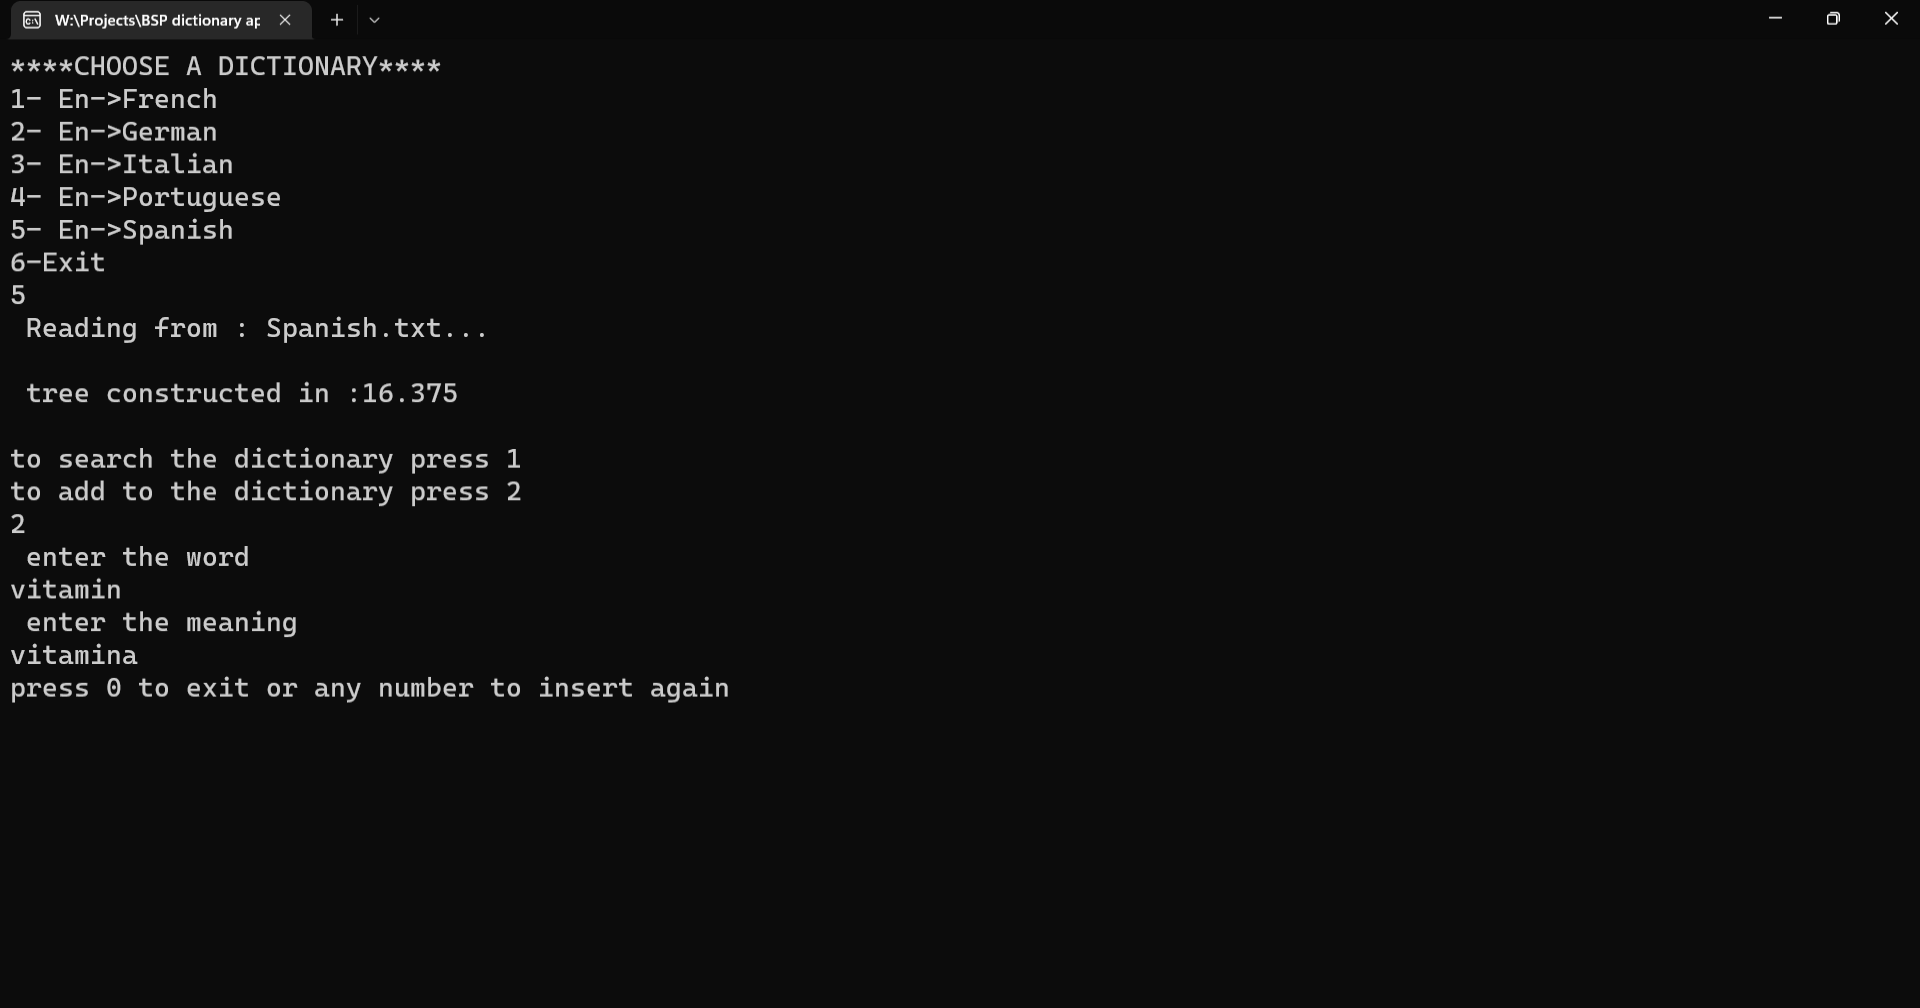 W:\Projects\BSP dictionary ap
****CHOOSE A DICTIONARY****
1- En->French
2- En->German
3- En->Italian
4- En->Portuguese
5- En->Spanish
6-Exit
5
Reading from : Spanish.txt...
tree constructed in :16.375
to search the dictionary press 1
to add to the dictionary press 2
2
enter the word
vitamin
enter the meaning
vitamina
press 0 to exit or any number to insert again